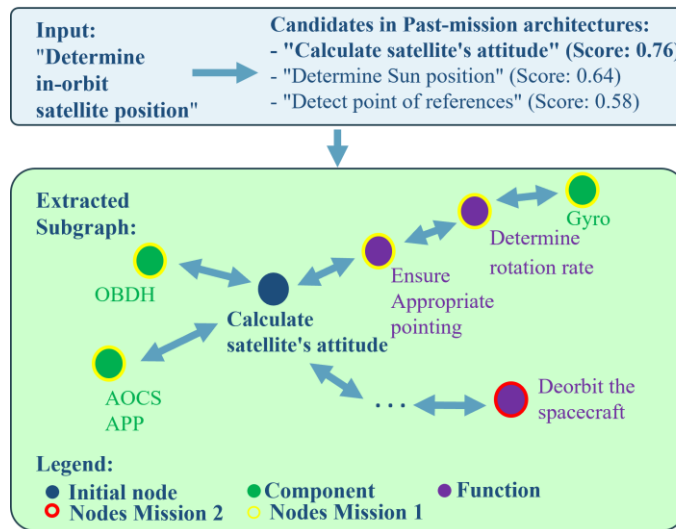 Input:
"Determine
in-orbit
satellite position"
Candidates in Past-mission architectures:
- "Calculate satellite's attitude" (Score: 0.76)
- "Determine Sun position" (Score: 0.64)
- "Detect point of references" (Score: 0.58)
Extracted
Subgraph:
Gyro
Determine
rotation rate
OBDH
Ensure
Appropriate
pointing
Calculate
satellite's attitude
AOCS
APP
...
Deorbit the
spacecraft
Legend:
Initial node
Component
Function
Nodes Mission 2
Nodes Mission 1